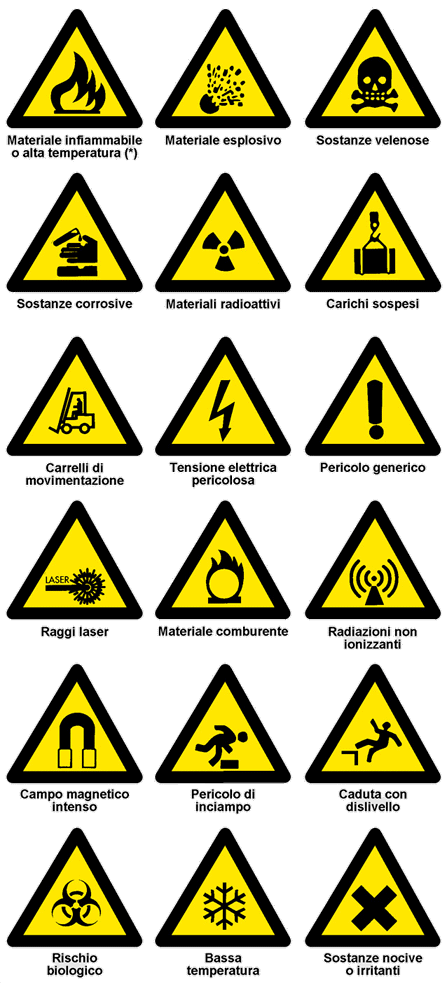 Materiale infiammabile
o alta temperatura (*)
Materiale esplosivo
Sostanze velenose
Sostanze corrosive
Materiali radioattivi
Carichi sospesi
Carrelli di
movimentazione
Tensione elettrica
pericolosa
Pericolo generico
LASER
Raggi laser
Materiale comburente
Radiazioni non
ionizzanti
Campo magnetico
intenso
Pericolo di
inciampo
Caduta con
dislivello
Rischio
biologico
Bassa
temperatura
Sostanze nocive
o irritanti